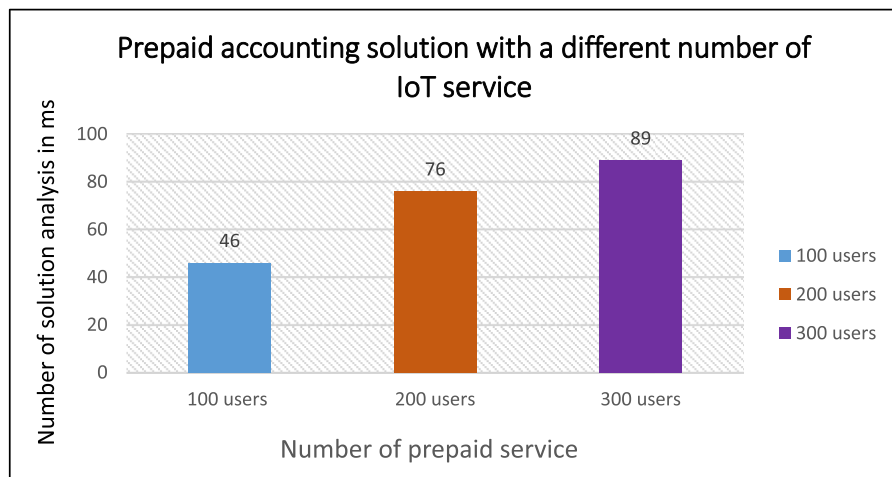 Prepaid accounting solution with a different number of
IoT service
Number of solution analysis in ms
100
80
60
40
20
0
46
76
89
100 users
200 users
300 users
Number of prepaid service
100 users
200 users
300 users